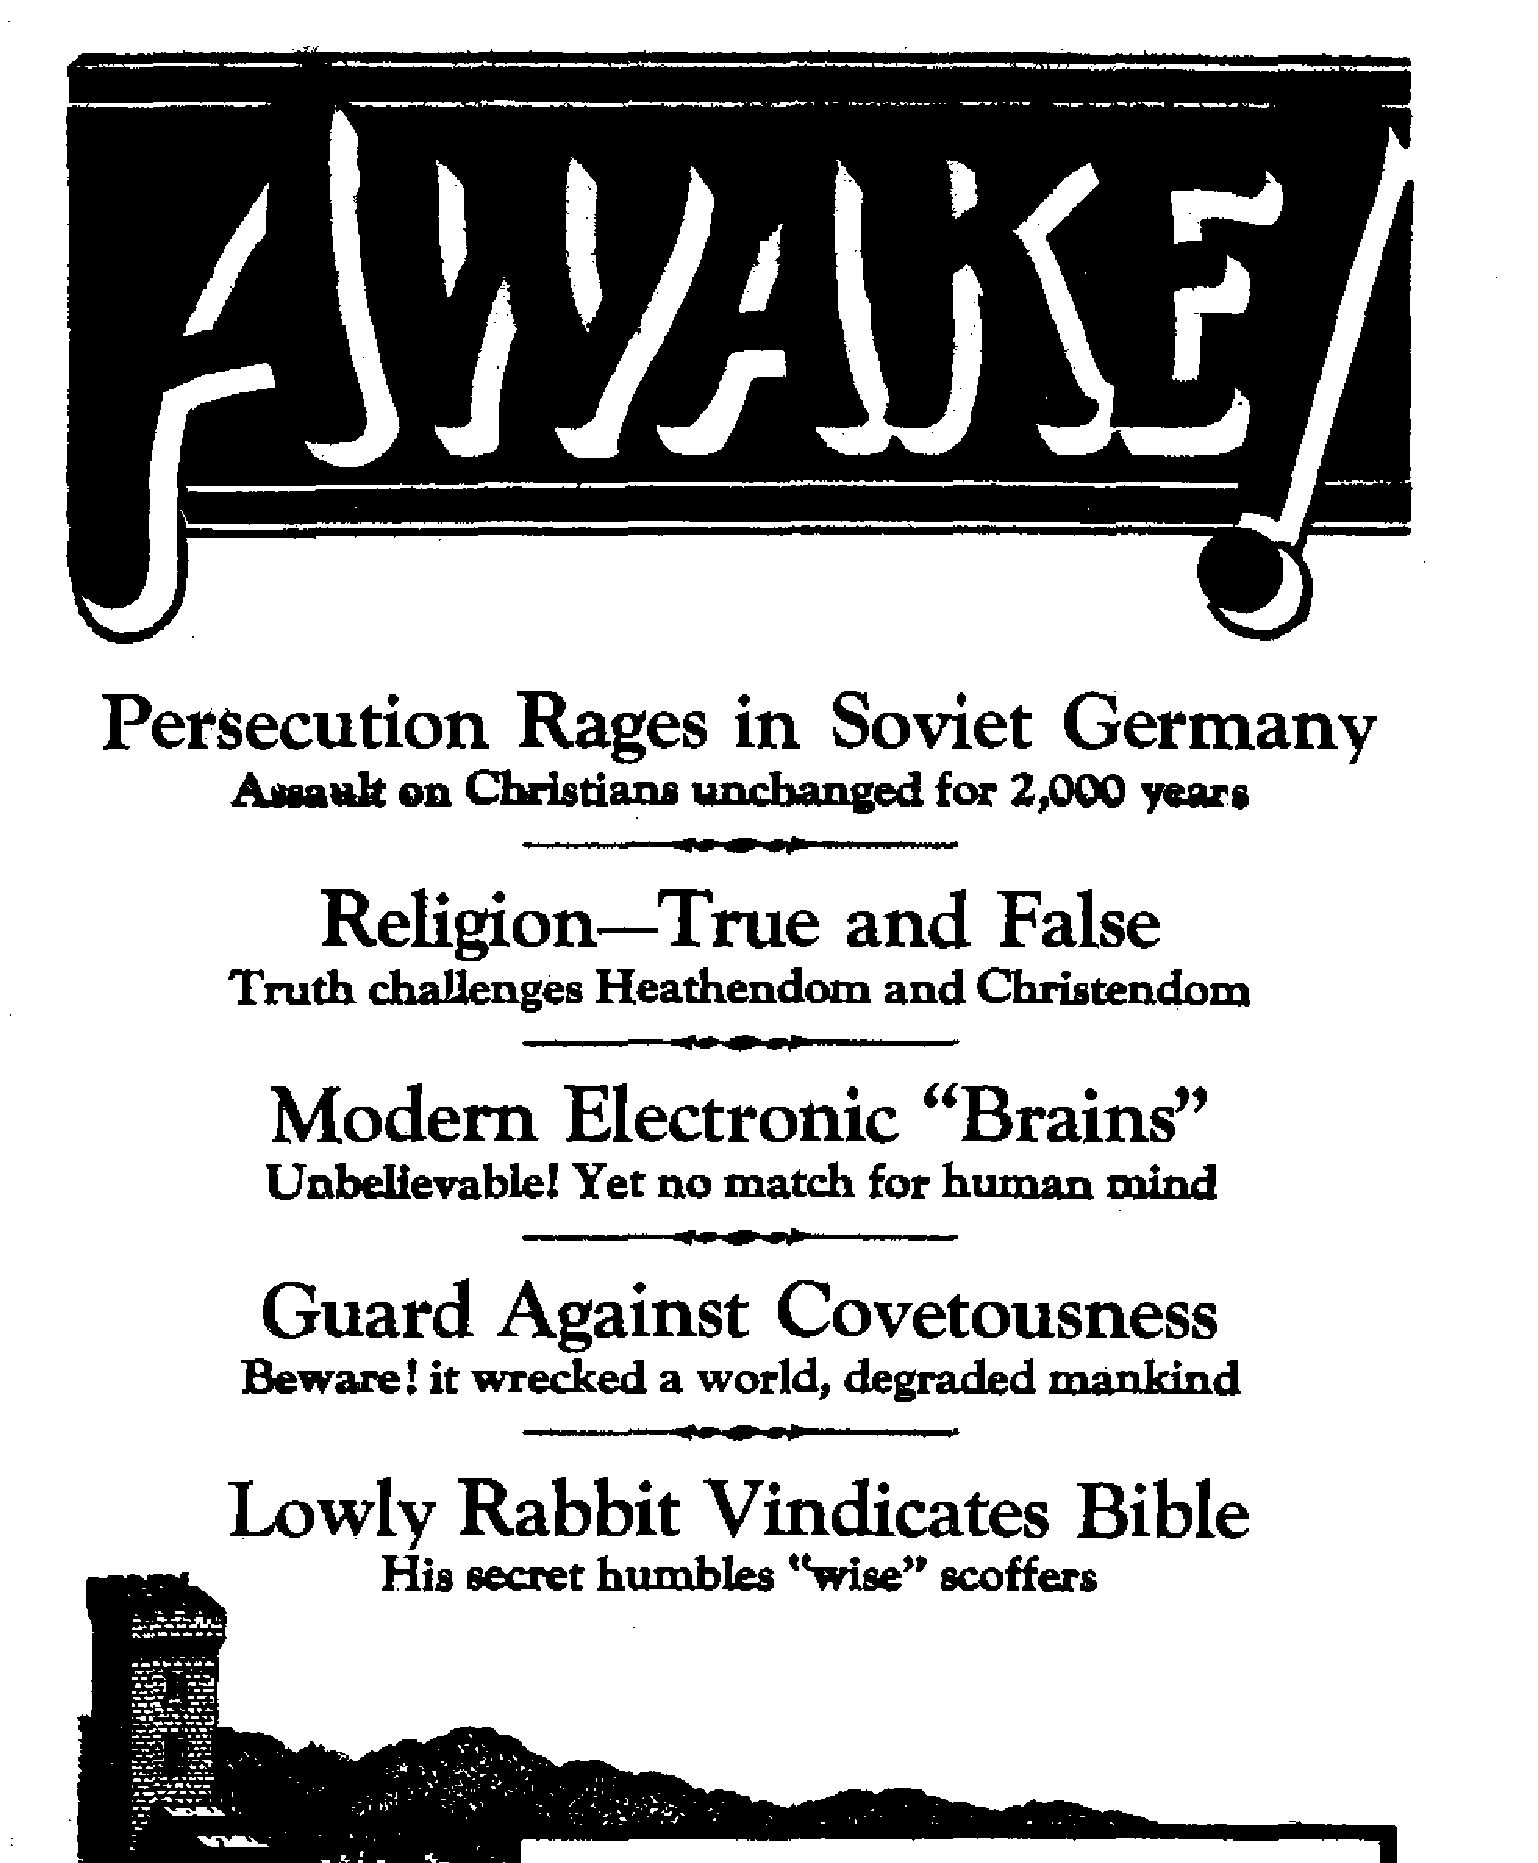 AWAKE!
Persecution Rages in Soviet Germany
Assault on Christians unchanged for 2,000 years
Religion—True and False
Truth challenges Heathendom and Christendom
Modern Electronic “Brains”
Unbelievable! Yet no match for human mind
Guard Against Covetousness
Beware! it wrecked a world, degraded mankind
Lowly Rabbit Vindicates Bible
His secret humbles “wise” scoffers